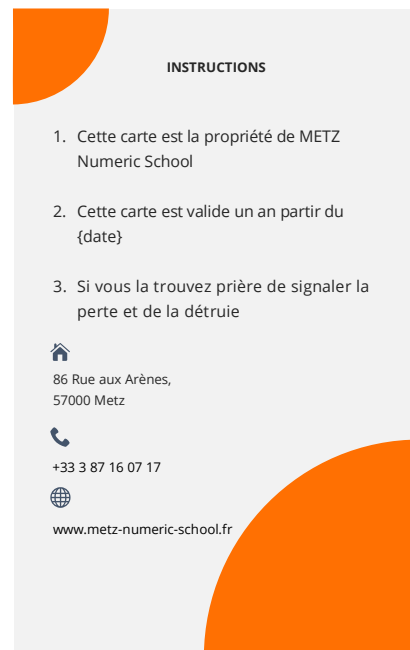 INSTRUCTIONS
1. Cette carte est la propriété de METZ
Numeric School
2. Cette carte est valide un an partir du
{date}
3. Si vous la trouvez prière de signaler la
perte et de la détruie
86 Rue aux Arènes,
57000 Metz
+33 3 87 16 07 17
www.metz-numeric-school.fr